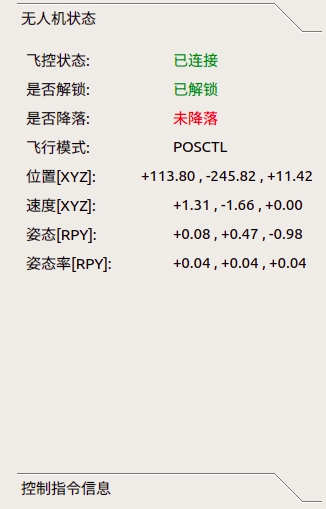 无人机状态
飞控状态: 已连接
是否解锁: 已解锁
是否降落: 未降落
飞行模式: POSCTL
位置[XYZ]: +113.80 , -245.82 , +11.42
速度[XYZ]: +1.31 , -1.66 , +0.00
姿态[RPY]: +0.08 , +0.47 , -0.98
姿态率[RPY]: +0.04 , +0.04 , +0.04
控制指令信息